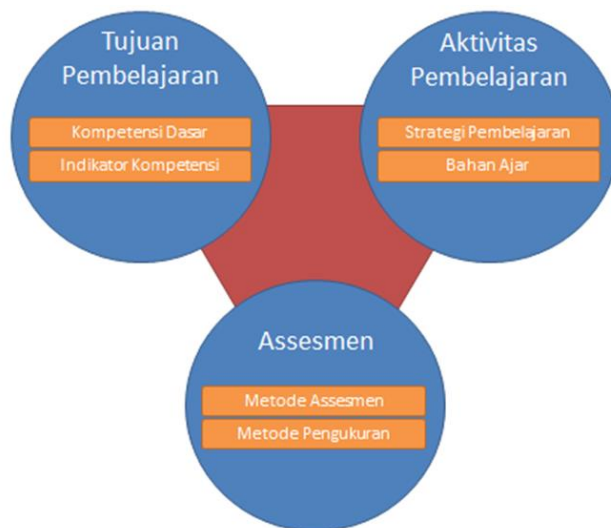 Tujuan
Pembelajaran
Kompetensi Dasar
Indikator Kompetensi
Aktivitas
Pembelajaran
Strategi Pembelajaran
Bahan Ajar
Assesmen
Metode Assesmen
Metode Pengukuran